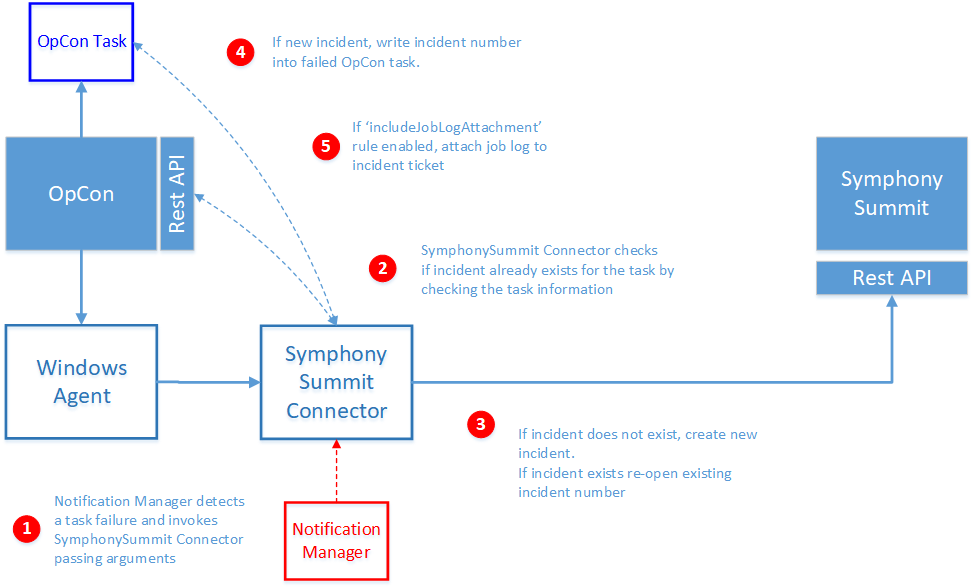 OpCon Task
4
If new incident, write incident number
into failed OpCon task.
5
If ‘includeJobLogAttachment’
rule enabled, attach job log to
incident ticket
OpCon
Rest API
Symphony
Summit
Rest API
2
SymphonySummit Connector checks
if incident already exists for the task by
checking the task information
Windows
Agent
Symphony
Summit
Connector
3
If incident does not exist, create new
incident.
If incident exists re-open existing
incident number
1
Notification Manager detects
a task failure and invokes
SymphonySummit Connector
passing arguments
Notification
Manager